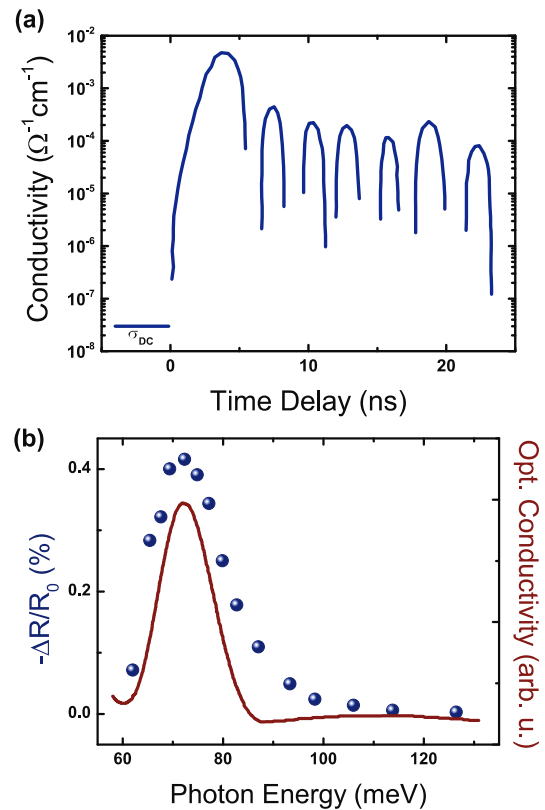 (a)
Conductivity (Ω⁻¹cm⁻¹)
10⁻²
10⁻³
10⁻⁴
10⁻⁵
10⁻⁶
10⁻⁷
10⁻⁸
σDC
0 10 20
Time Delay (ns)
(b)
-ΔR/R₀ (%)
0.4
0.2
0.0
Opt. Conductivity (arb. u.)
60 80 100 120
Photon Energy (meV)